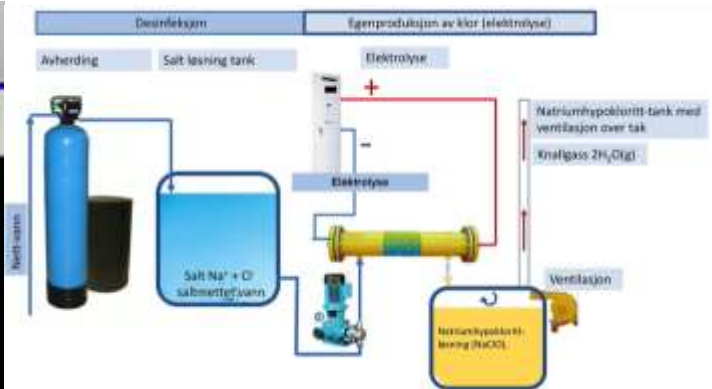 Desinfeksjon
Egenproduksjon av klor (elektrolyse)
Avherding
Salt løsning tank
Elektrolyse
+
Natriumhypokloritt-tank med
ventilasjon over tak
–
Knallgass 2H₂O(g)
Elektrolyse
Nett-vann
Salt Na⁺ + Cl
saltmettet vann
Ventilasjon
Natriumhypokloritt-
løsning (NaClO),